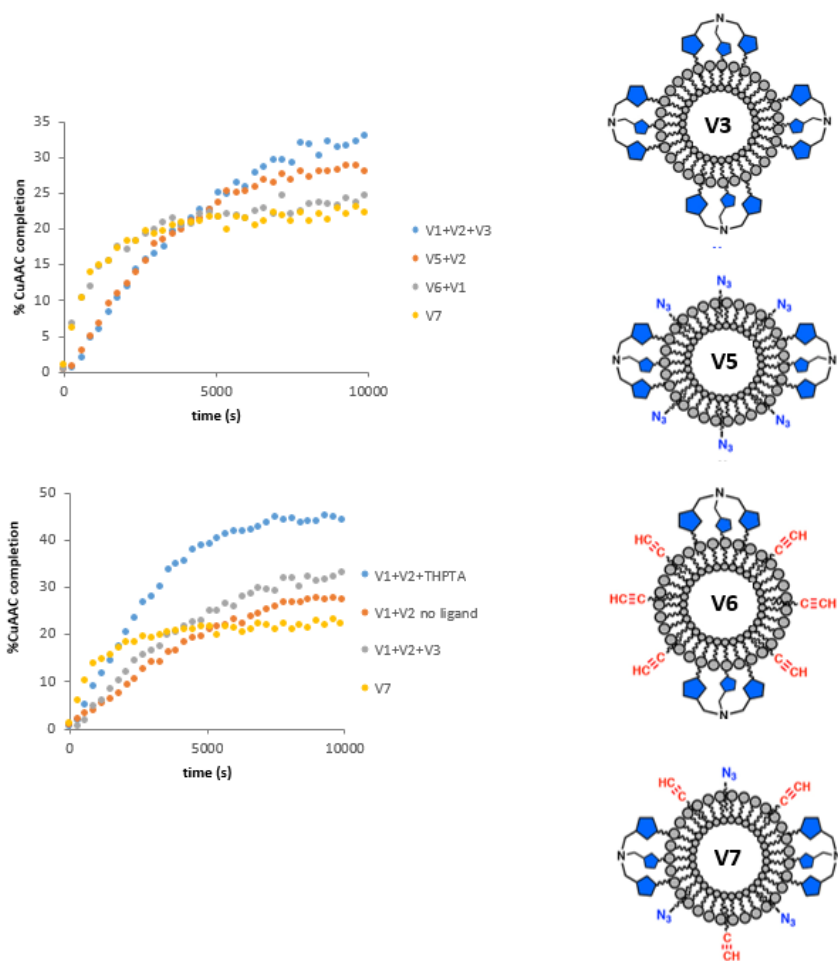 % CuAAC completion
35
30
25
20
15
10
5
0
0
5000
10000
time (s)
V1+V2+V3
V5+V2
V6+V1
V7
%CuAAC completion
50
40
30
20
10
0
0
5000
10000
time (s)
V1+V2+THPTA
V1+V2 no ligand
V1+V2+V3
V7
N
N
V3
N
N
N3
N3
N3
N
V5
N
N3
N3
N3
N
HC≡C
C≡CH
HC≡C
V6
C≡CH
HC≡C
C≡CH
N
HC≡C
N3
C≡CH
N
V7
N
N3
N3
C≡CH